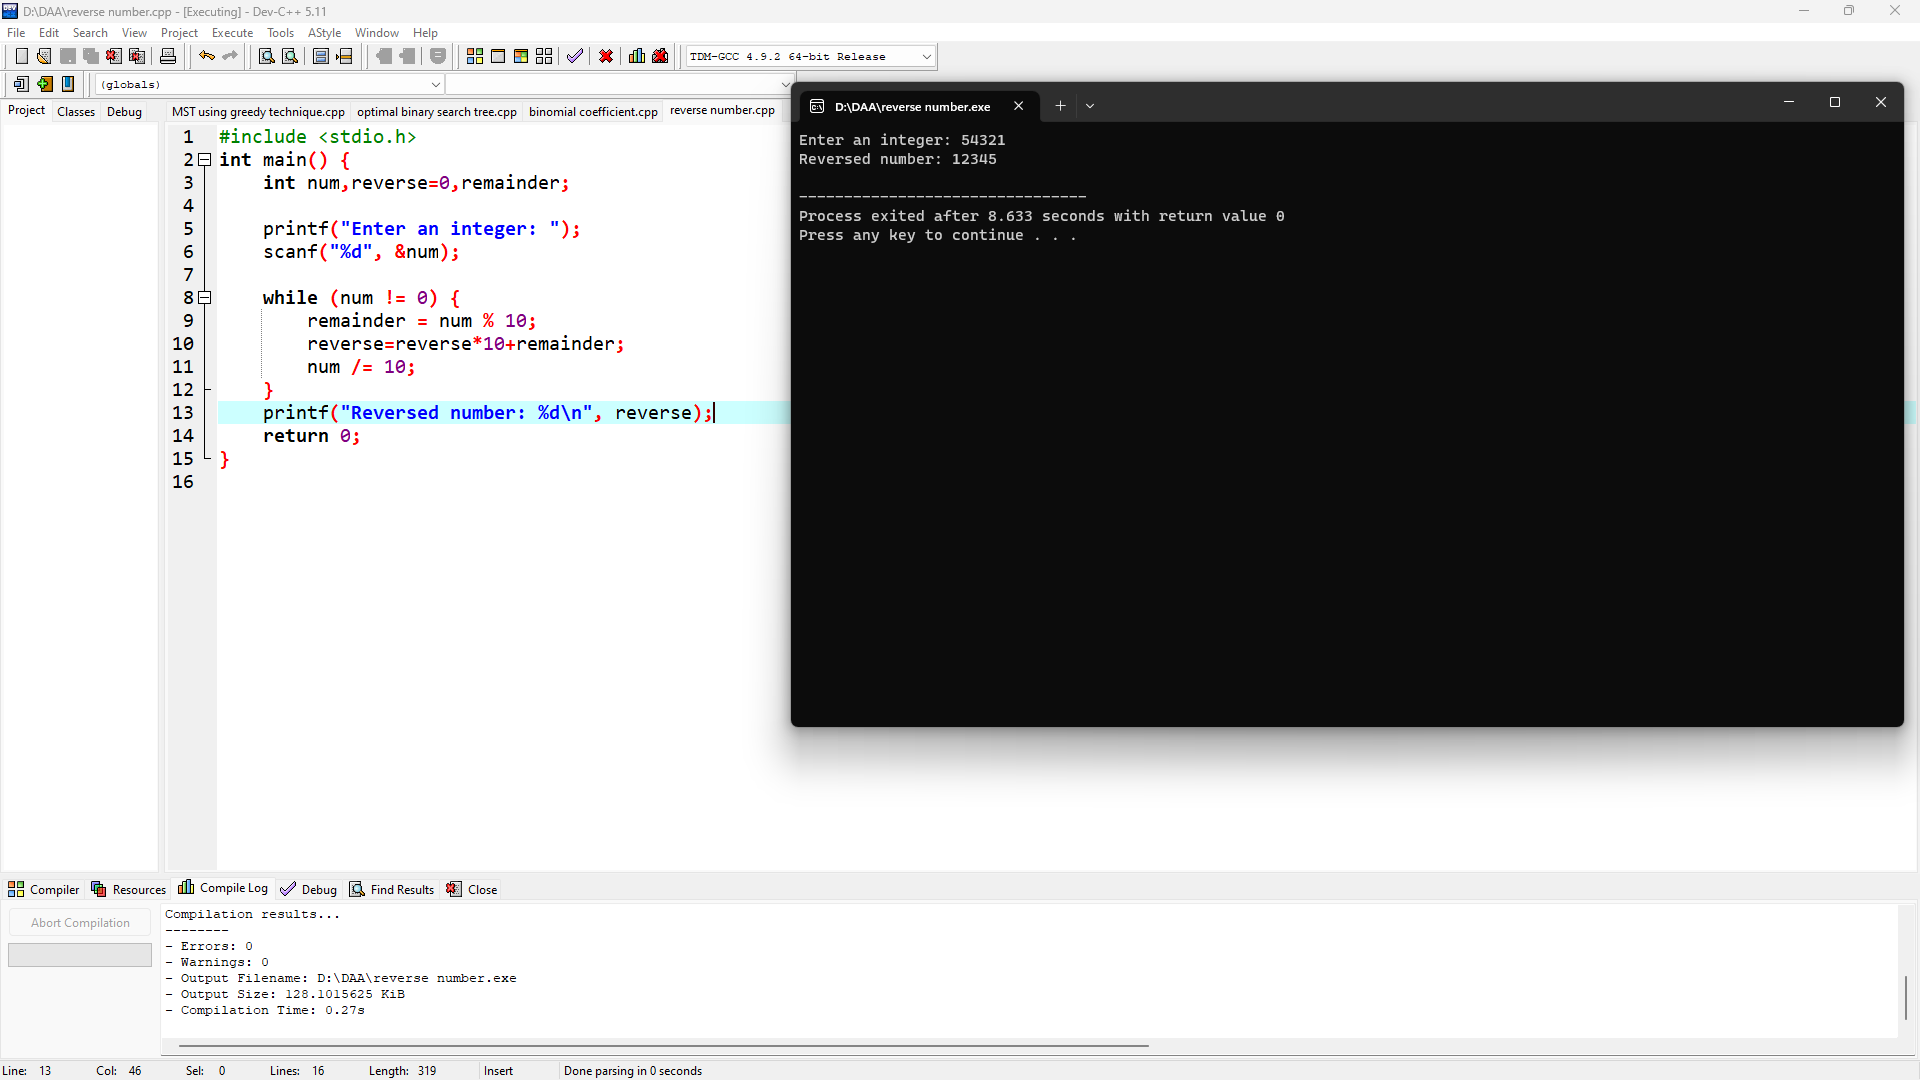 D:\DAA\reverse number.cpp - [Executing] - Dev-C++ 5.11
File Edit Search View Project Execute Tools AStyle Window Help
TDM-GCC 4.9.2 64-bit Release
(globals)
Project Classes Debug
MST using greedy technique.cpp optimal binary search tree.cpp binomial coefficient.cpp reverse number.cpp
1 #include <stdio.h>
2 int main() {
3 int num,reverse=0,remainder;
4
5 printf("Enter an integer: ");
6 scanf("%d", &num);
7
8 while (num != 0) {
9 remainder = num % 10;
10 reverse=reverse*10+remainder;
11 num /= 10;
12 }
13 printf("Reversed number: %d\n", reverse);
14 return 0;
15 }
16
D:\DAA\reverse number.exe
Enter an integer: 54321
Reversed number: 12345
--------------------------------
Process exited after 8.633 seconds with return value 0
Press any key to continue . . .
Compiler Resources Compile Log Debug Find Results Close
Abort Compilation
Compilation results...
--------
- Errors: 0
- Warnings: 0
- Output Filename: D:\DAA\reverse number.exe
- Output Size: 128.1015625 KiB
- Compilation Time: 0.27s
Line: 13 Col: 46 Sel: 0 Lines: 16 Length: 319 Insert Done parsing in 0 seconds